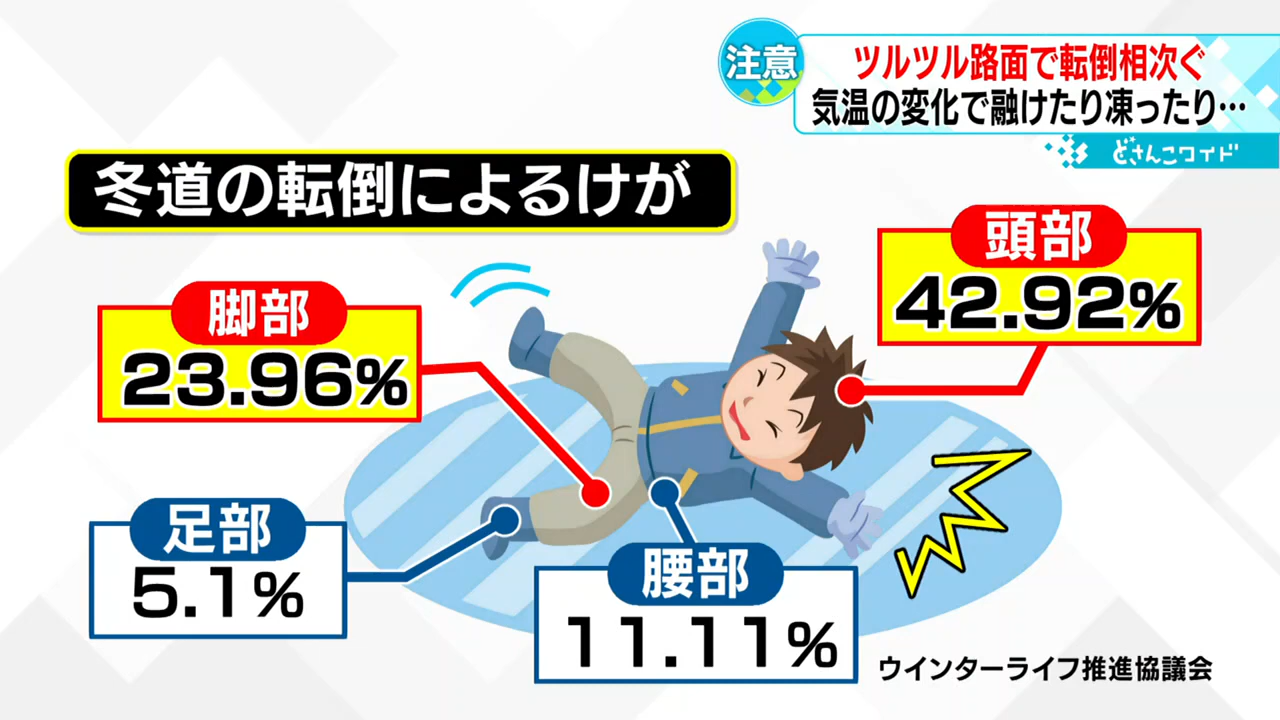 注意
ツルツル路面で転倒相次ぐ
気温の変化で融けたり凍ったり…
どさんこワイド
冬道の転倒によるけが
頭部
42.92%
脚部
23.96%
足部
5.1%
腰部
11.11%
ウインターライフ推進協議会